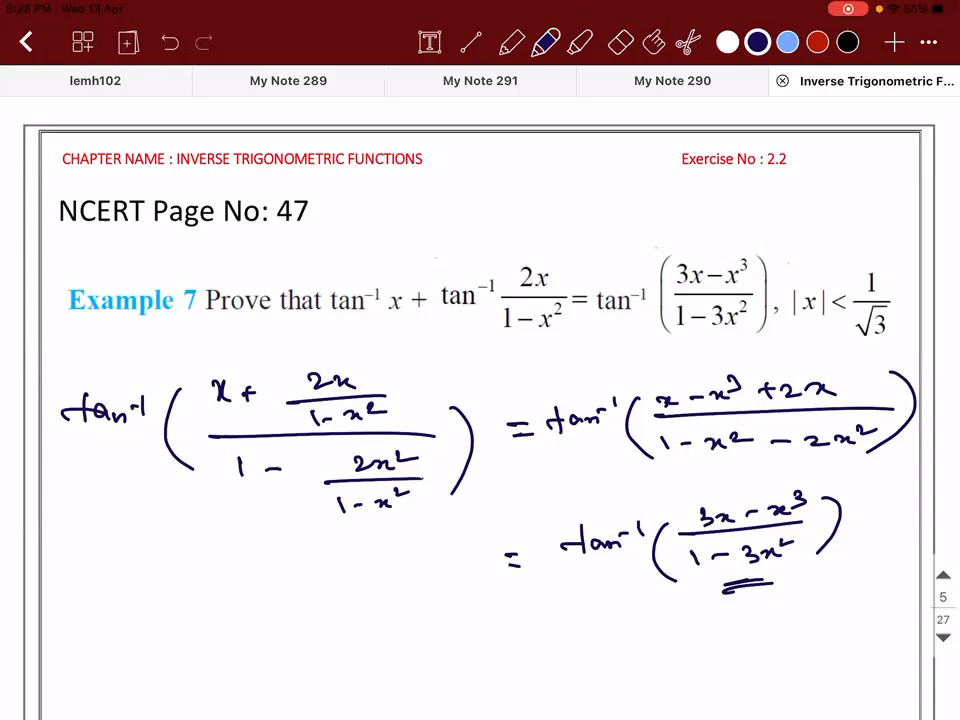 8:28 PM Wed 13 Apr 55%
lemh102 My Note 289 My Note 291 My Note 290 Inverse Trigonometric F...
CHAPTER NAME : INVERSE TRIGONOMETRIC FUNCTIONS Exercise No : 2.2
NCERT Page No: 47
Example 7 Prove that tan⁻¹ x + tan⁻¹ 2x/(1−x²) = tan⁻¹ ((3x−x³)/(1−3x²)), |x| < 1/√3
tan⁻¹ ((x + 2x/(1−x²))/(1 − 2x²/(1−x²))) = tan⁻¹ ((x − x³ + 2x)/(1 − x² − 2x²))
= tan⁻¹ ((3x − x³)/(1 − 3x²))
5
27